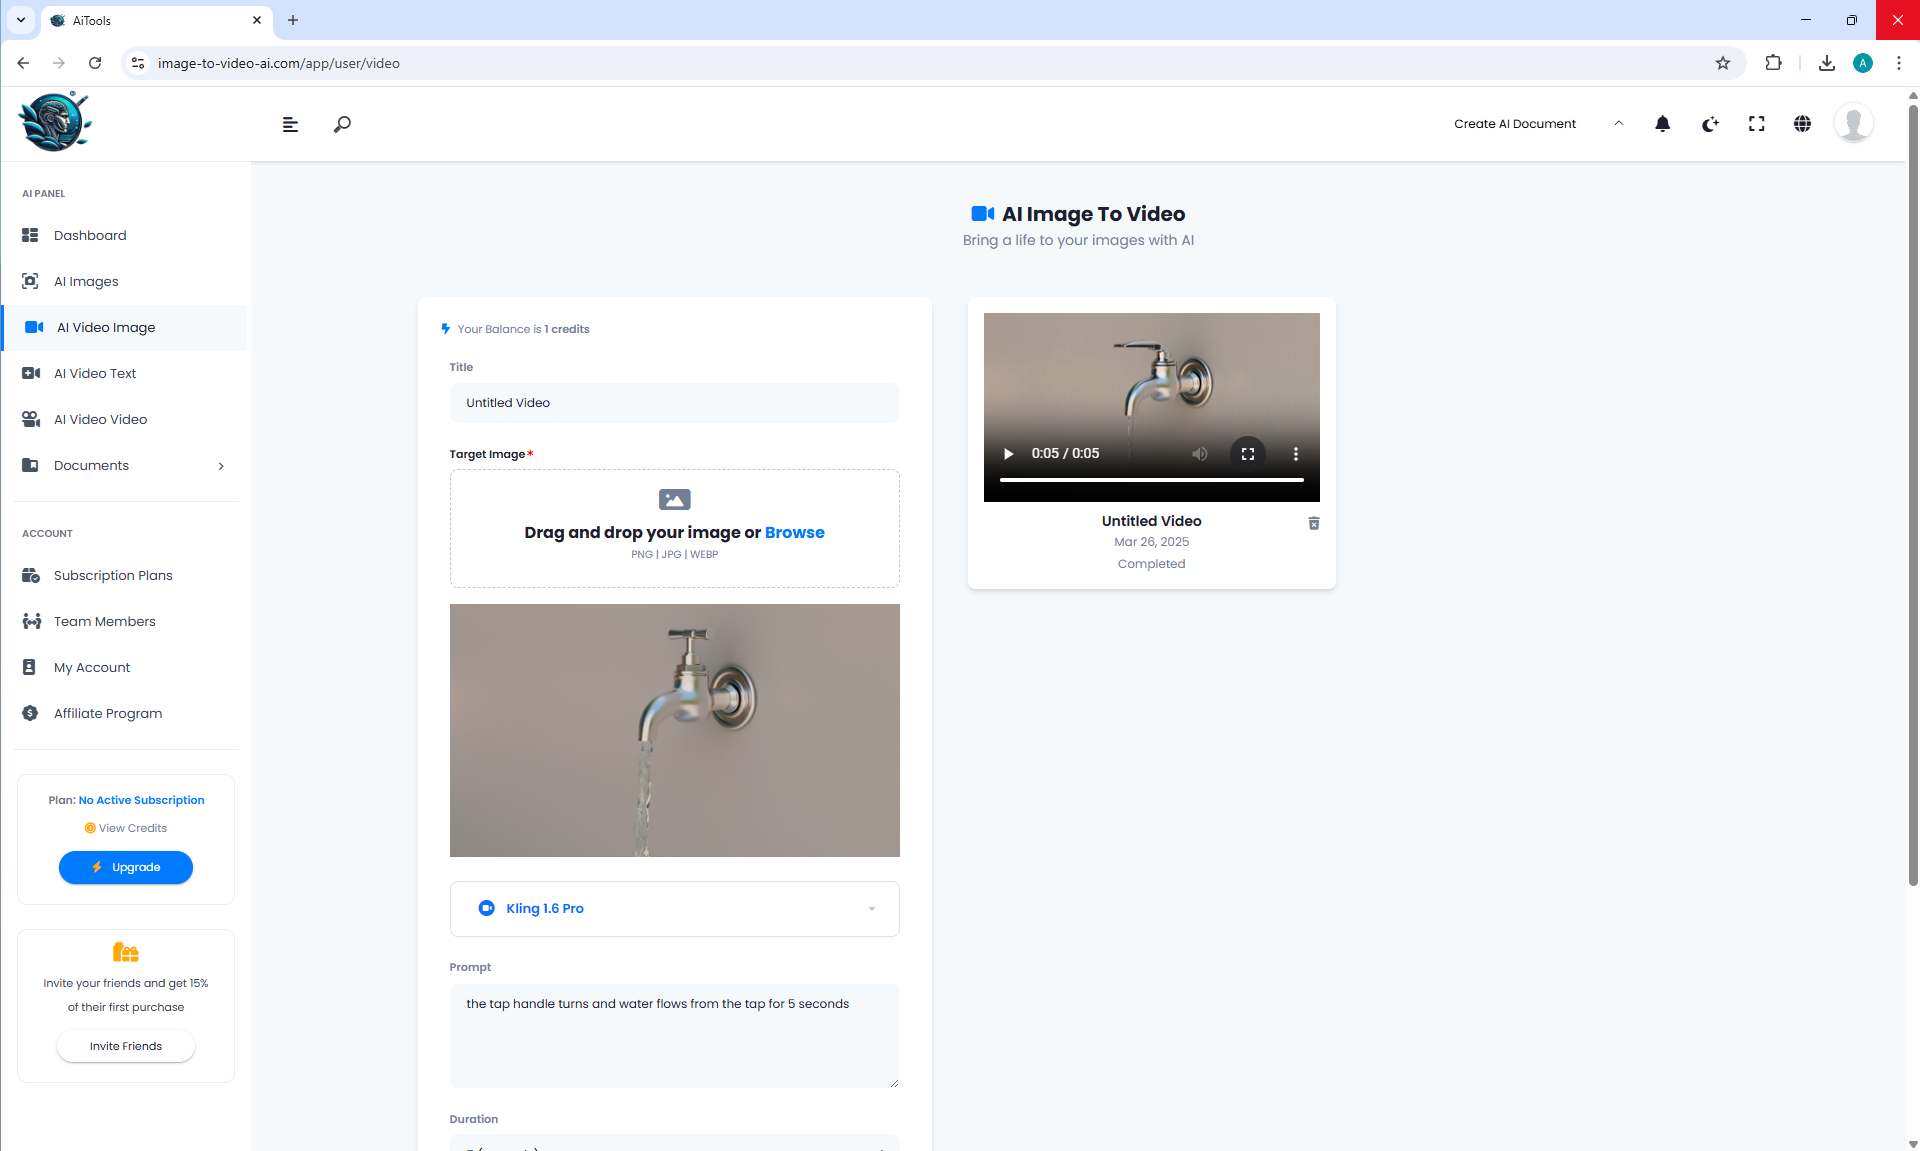 AiTools
image-to-video-ai.com/app/user/video
A
Create AI Document
AI PANEL
Dashboard
AI Images
AI Video Image
AI Video Text
AI Video Video
Documents
ACCOUNT
Subscription Plans
Team Members
My Account
Affiliate Program
Plan: No Active Subscription
View Credits
Upgrade
Invite your friends and get 15%
of their first purchase
Invite Friends
AI Image To Video
Bring a life to your images with AI
Your Balance is 1 credits
Title
Untitled Video
Target Image*
Drag and drop your image or Browse
PNG | JPG | WEBP
Kling 1.6 Pro
Prompt
the tap handle turns and water flows from the tap for 5 seconds
Duration
0:05 / 0:05
Untitled Video
Mar 26, 2025
Completed